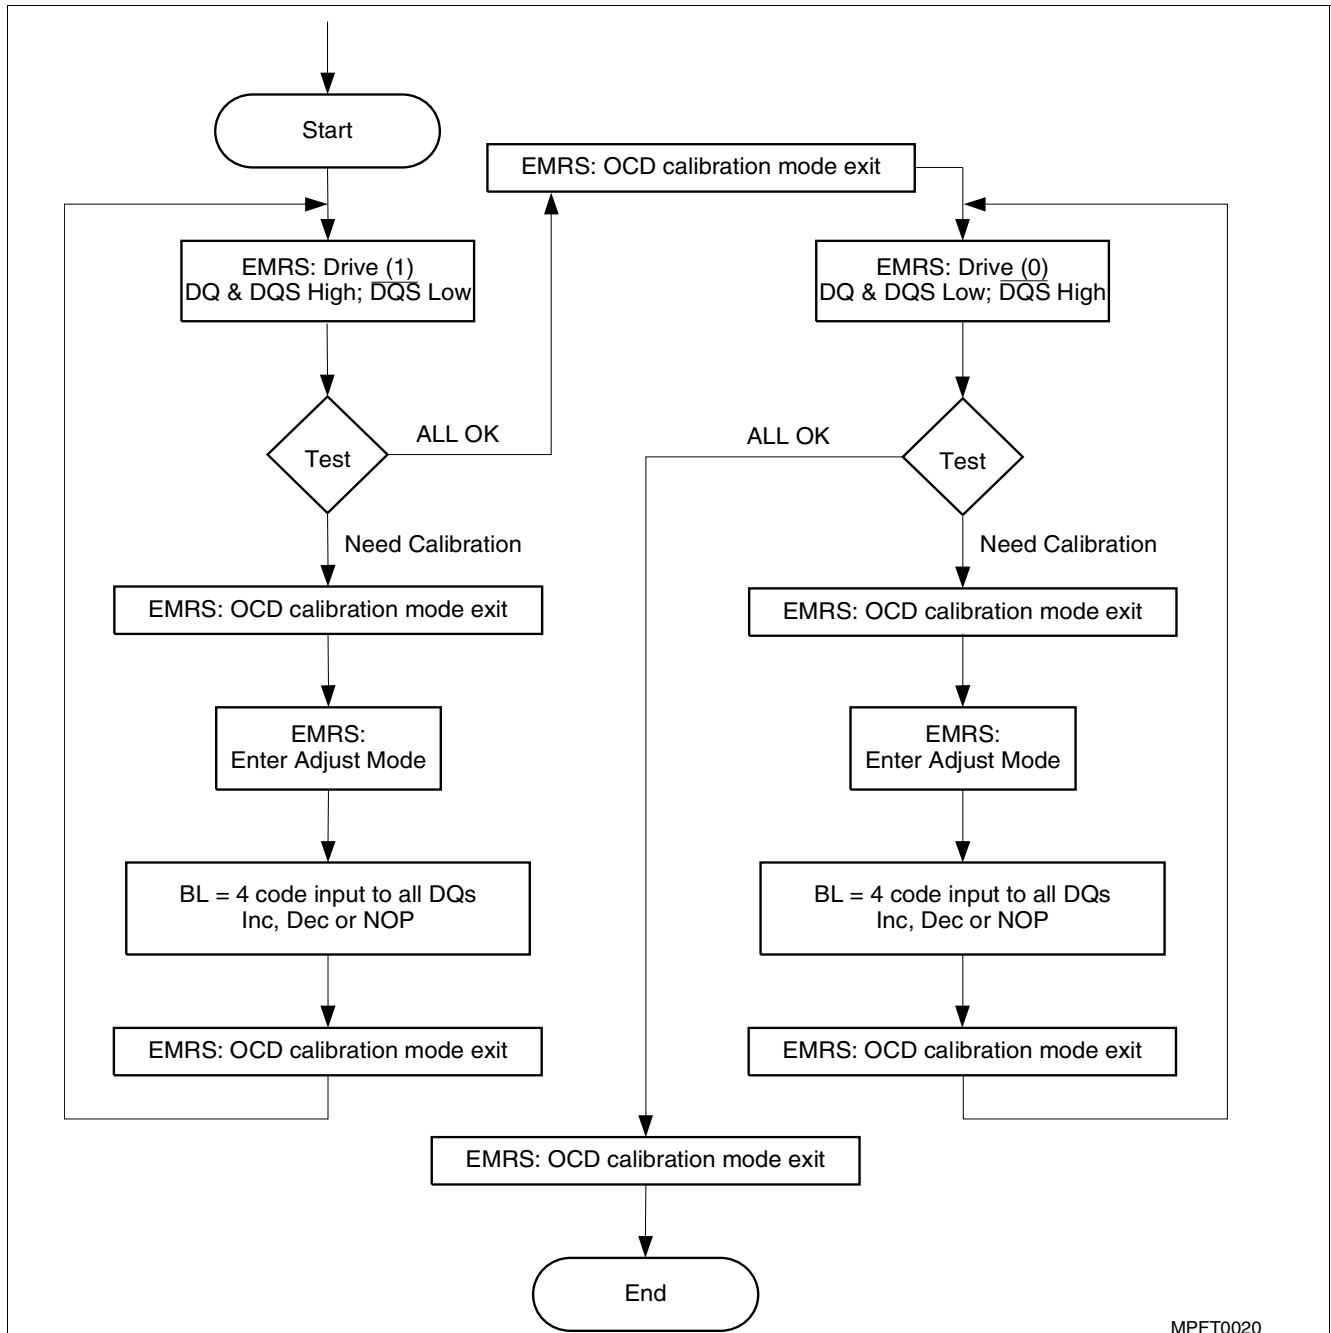 Start
EMRS: Drive (1)
DQ & DQS High; D̅Q̅S̅ Low
Test
ALL OK
Need Calibration
EMRS: OCD calibration mode exit
EMRS:
Enter Adjust Mode
BL = 4 code input to all DQs
Inc, Dec or NOP
EMRS: OCD calibration mode exit
EMRS: OCD calibration mode exit
EMRS: Drive (0)
DQ & DQS Low; D̅Q̅S̅ High
Test
ALL OK
Need Calibration
EMRS: OCD calibration mode exit
EMRS:
Enter Adjust Mode
BL = 4 code input to all DQs
Inc, Dec or NOP
EMRS: OCD calibration mode exit
EMRS: OCD calibration mode exit
End
MPFT0020